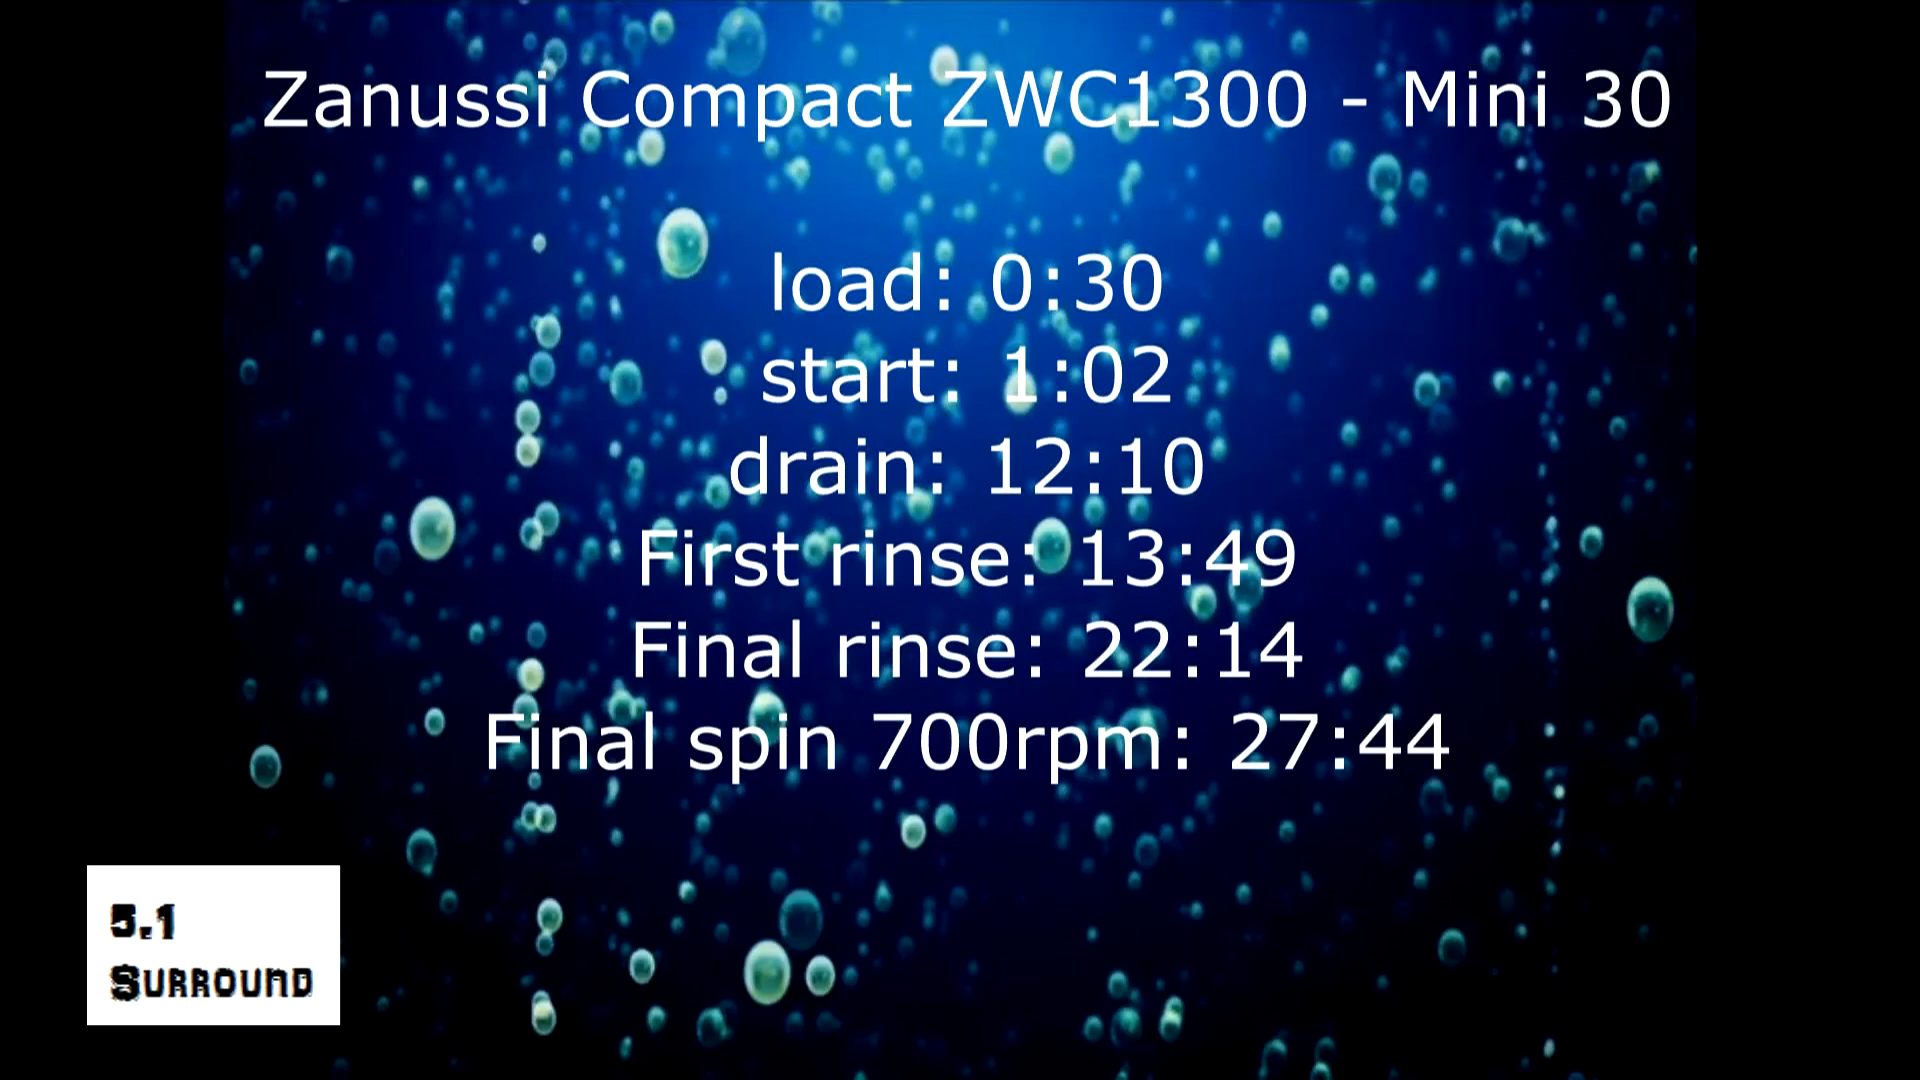 Zanussi Compact ZWC1300 - Mini 30
load: 0:30
start: 1:02
drain: 12:10
First rinse: 13:49
Final rinse: 22:14
Final spin 700rpm: 27:44
5.1
Surround